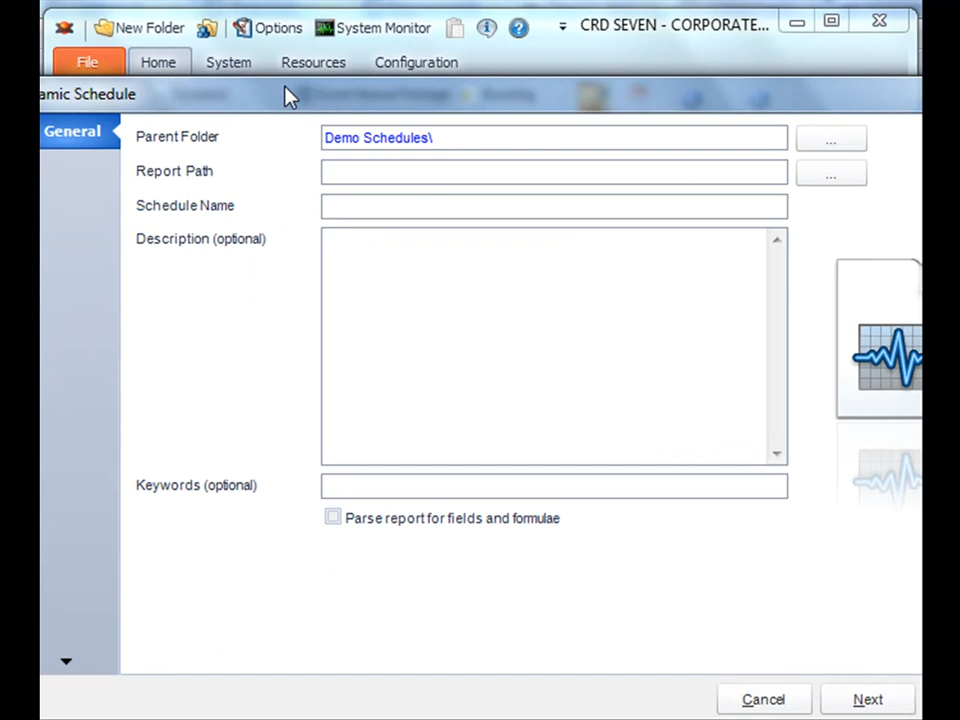 New Folder Options System Monitor CRD SEVEN - CORPORATE...
File Home System Resources Configuration
amic Schedule
General
Parent Folder Demo Schedules\ ...
Report Path ...
Schedule Name
Description (optional)
Keywords (optional)
Parse report for fields and formulae
Cancel Next